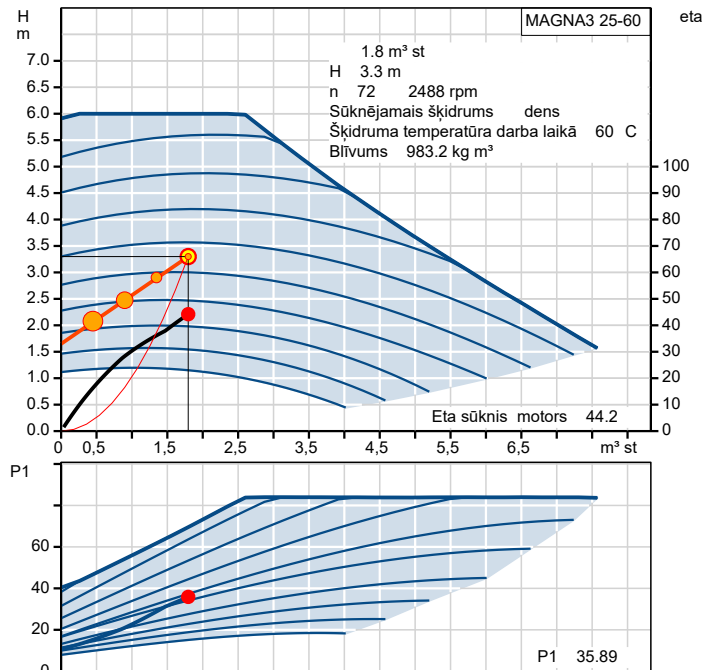 H
m
MAGNA3 25-60
eta
1.8 m³ st
H 3.3 m
n 72 2488 rpm
Sūknējamais šķidrums dens
Šķidruma temperatūra darba laikā 60 C
Blīvums 983.2 kg m³
7.0
6.0
5.5
5.0
4.5
4.0
3.5
3.0
2.5
2.0
1.5
1.0
0.5
0.0
100
90
80
70
60
50
40
30
20
10
0
Eta sūknis motors 44.2
0 0,5 1,5 2,5 3,5 4,5 5,5 6,5 m³ st
P1
60
40
20
0
P1 35.89